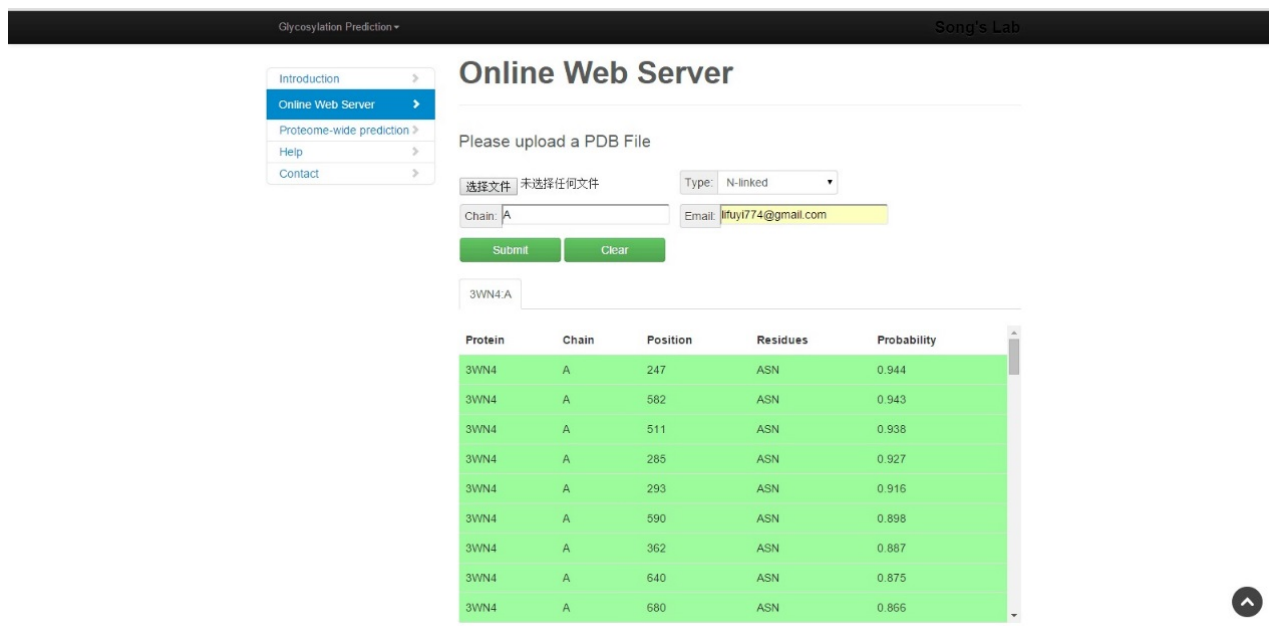 Glycosylation Prediction
Song's Lab
Introduction
Online Web Server
Proteome-wide prediction
Help
Contact
Online Web Server
Please upload a PDB File
选择文件 未选择任何文件 Type: N-linked
Chain: A Email: lifuyi774@gmail.com
Submit Clear
3WN4:A
Protein Chain Position Residues Probability
3WN4 A 247 ASN 0.944
3WN4 A 582 ASN 0.943
3WN4 A 511 ASN 0.938
3WN4 A 285 ASN 0.927
3WN4 A 293 ASN 0.916
3WN4 A 590 ASN 0.898
3WN4 A 362 ASN 0.887
3WN4 A 640 ASN 0.875
3WN4 A 680 ASN 0.866